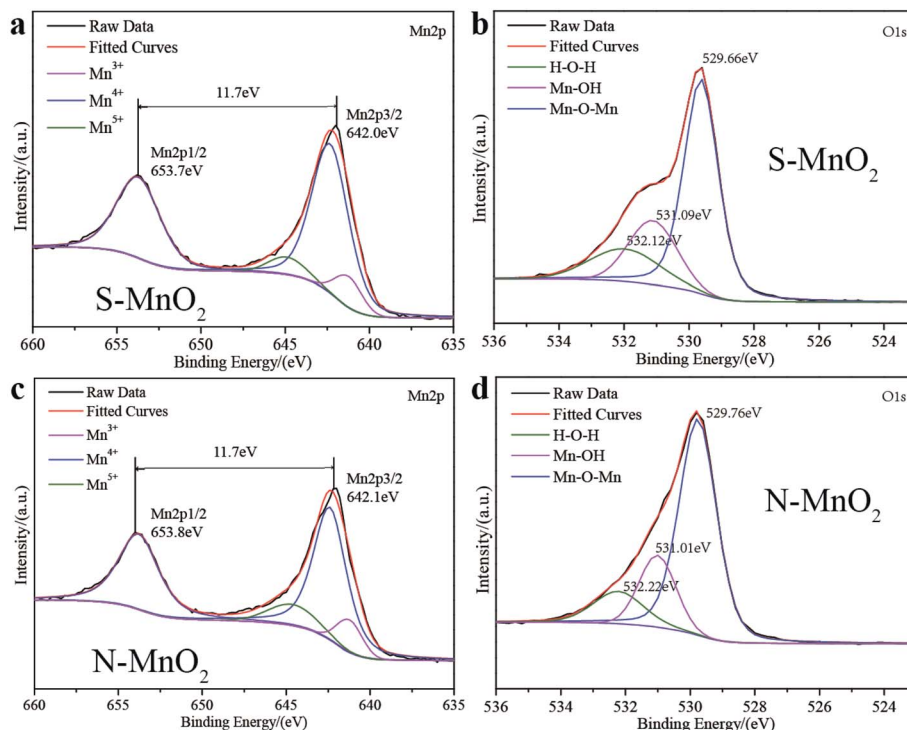 a
Raw Data
Fitted Curves
Mn3+
Mn4+
Mn5+
Mn2p
11.7eV
Mn2p1/2
653.7eV
Mn2p3/2
642.0eV
S-MnO2
Intensity/(a.u.)
660 655 650 645 640 635
Binding Energy/(eV)
b
Raw Data
Fitted Curves
H-O-H
Mn-OH
Mn-O-Mn
O1s
529.66eV
531.09eV
532.12eV
S-MnO2
Intensity/(a.u.)
536 534 532 530 528 526 524
Binding Energy/(eV)
c
Raw Data
Fitted Curves
Mn3+
Mn4+
Mn5+
Mn2p
11.7eV
Mn2p1/2
653.8eV
Mn2p3/2
642.1eV
N-MnO2
Intensity/(a.u.)
660 655 650 645 640 635
Binding Energy/(eV)
d
Raw Data
Fitted Curves
H-O-H
Mn-OH
Mn-O-Mn
O1s
529.76eV
531.01eV
532.22eV
N-MnO2
Intensity/(a.u.)
536 534 532 530 528 526 524
Binding Energy/(eV)